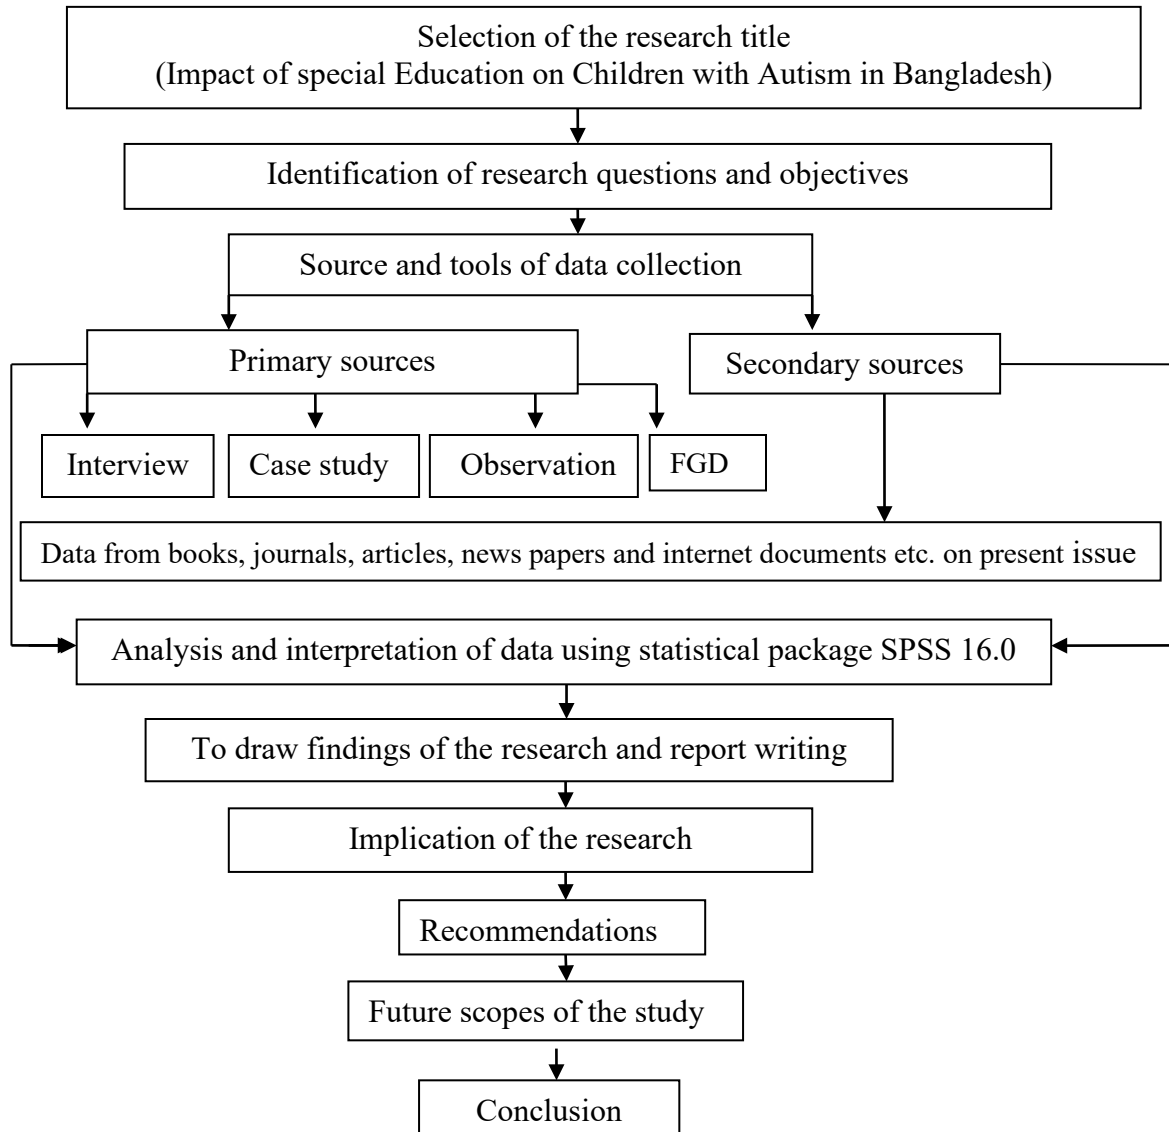 Selection of the research title
(Impact of special Education on Children with Autism in Bangladesh)
Identification of research questions and objectives
Source and tools of data collection
Primary sources
Secondary sources
Interview
Case study
Observation
FGD
Data from books, journals, articles, news papers and internet documents etc. on present issue
Analysis and interpretation of data using statistical package SPSS 16.0
To draw findings of the research and report writing
Implication of the research
Recommendations
Future scopes of the study
Conclusion